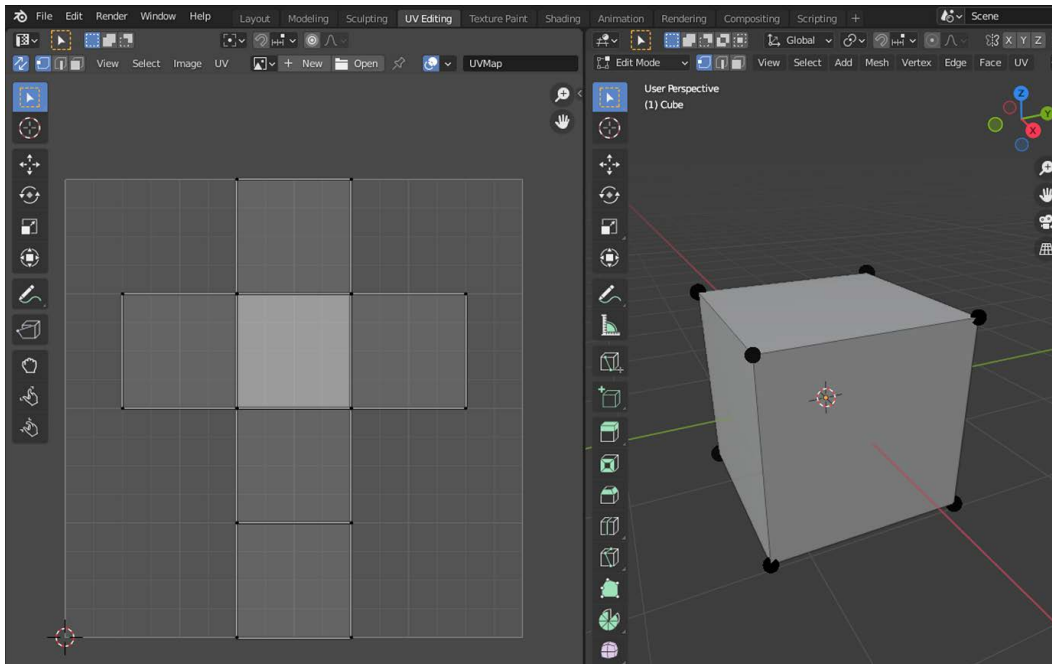 File Edit Render Window Help Layout Modeling Sculpting UV Editing Texture Paint Shading Animation Rendering Compositing Scripting + Scene
Global X Y Z
View Select Image UV + New Open UVMap Edit Mode View Select Add Mesh Vertex Edge Face UV
User Perspective
(1) Cube
Z
Y
X